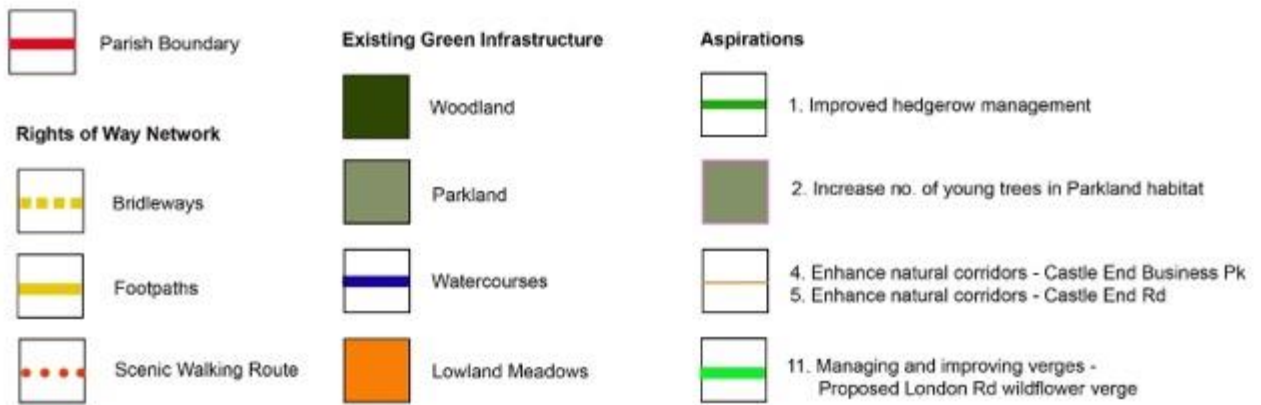 Parish Boundary
Rights of Way Network
Bridleways
Footpaths
Scenic Walking Route
Existing Green Infrastructure
Woodland
Parkland
Watercourses
Lowland Meadows
Aspirations
1. Improved hedgerow management
2. Increase no. of young trees in Parkland habitat
4. Enhance natural corridors - Castle End Business Pk
5. Enhance natural corridors - Castle End Rd
11. Managing and improving verges -
Proposed London Rd wildflower verge